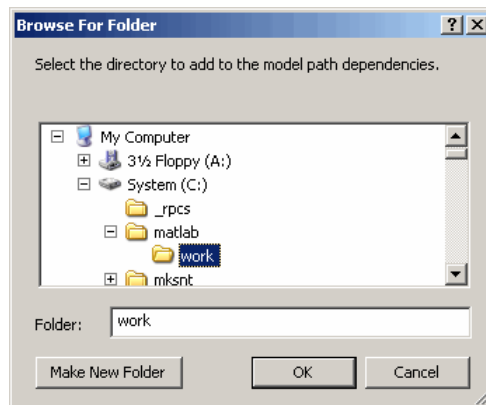 Browse For Folder
Select the directory to add to the model path dependencies.
My Computer
3½ Floppy (A:)
System (C:)
_rpcs
matlab
work
mksnt
Folder: work
Make New Folder OK Cancel